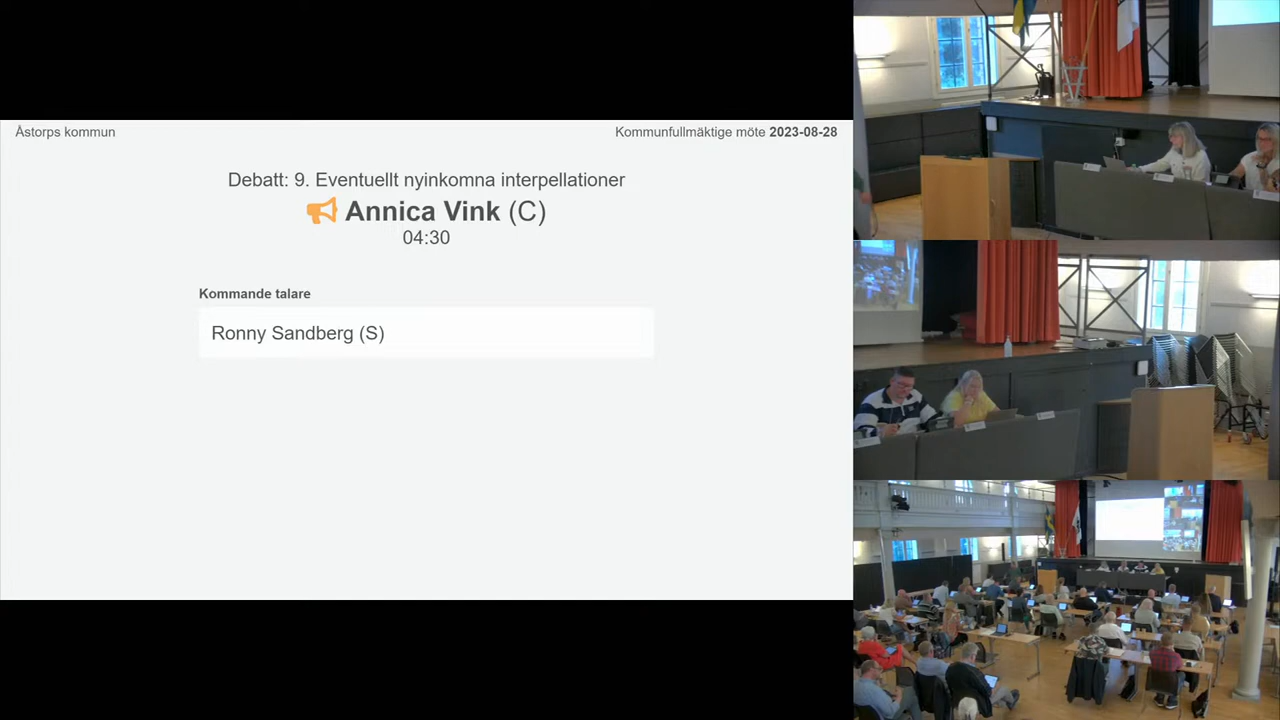 Åstorps kommun
Kommunfullmäktige möte 2023-08-28
Debatt: 9. Eventuellt nyinkomna interpellationer
Annica Vink (C)
04:30
Kommande talare
Ronny Sandberg (S)